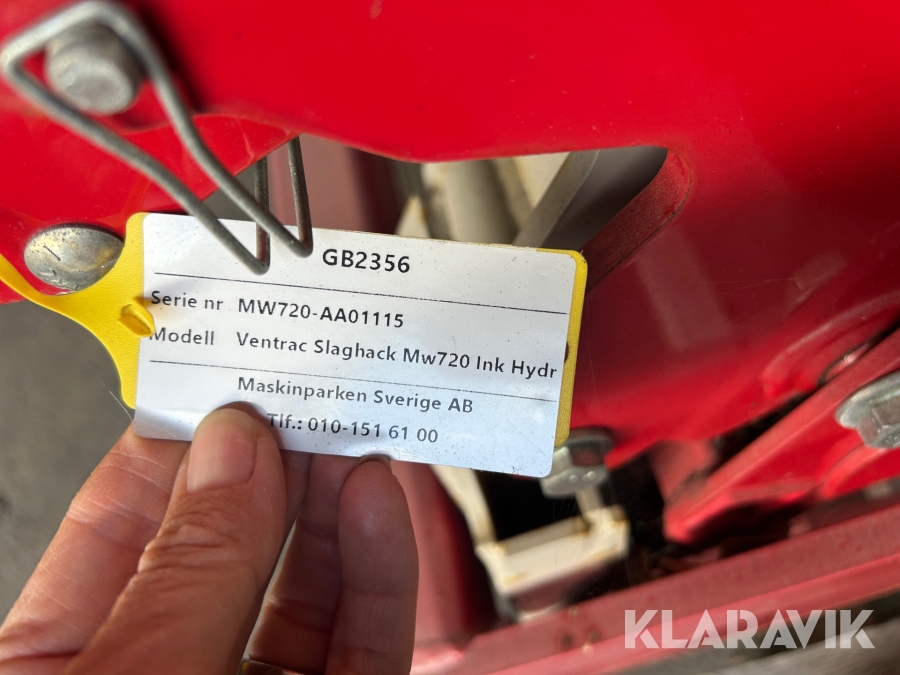 GB2356
Serie nr MW720-AA01115
Modell Ventrac Slaghack Mw720 Ink Hydr
Maskinparken Sverige AB
Tlf.: 010-151 61 00
KLARAVIK